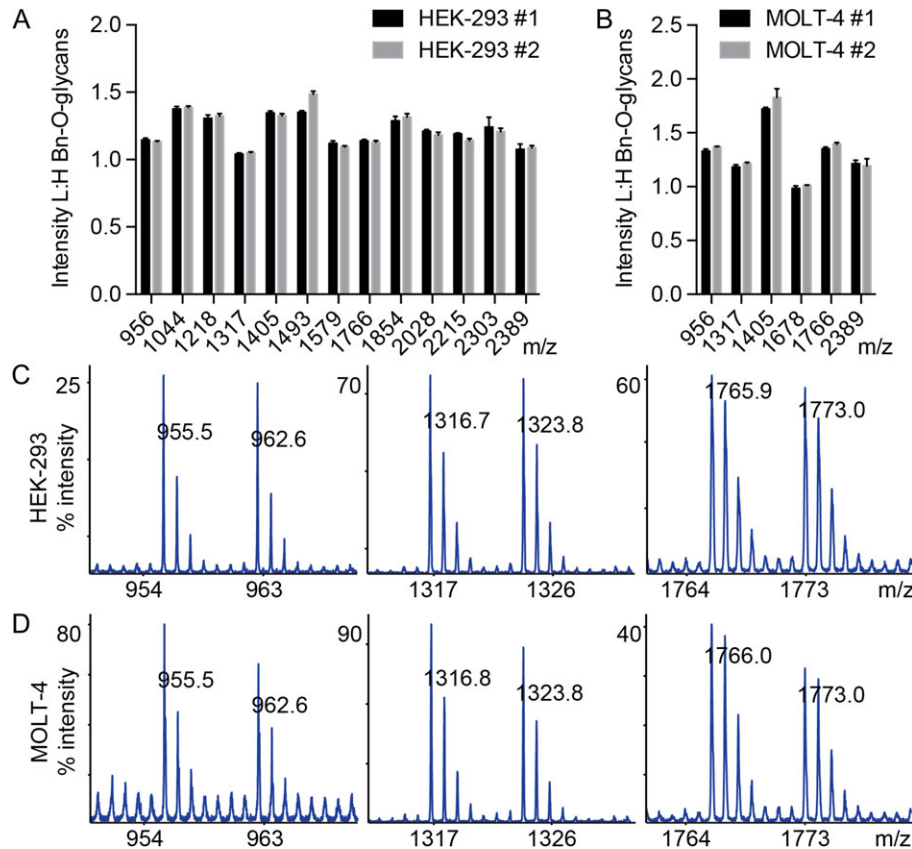 A
Intensity L:H Bn-O-glycans
HEK-293 #1
HEK-293 #2
2.0
1.5
1.0
0.5
0.0
956 1044 1218 1317 1405 1493 1579 1766 1854 2028 2215 2303 2389 m/z
B
Intensity L:H Bn-O-glycans
MOLT-4 #1
MOLT-4 #2
2.5
2.0
1.5
1.0
0.5
0.0
956 1317 1405 1678 1766 2389 m/z
C
HEK-293
% intensity
25 955.5 962.6
954 963
70 1316.7 1323.8
1317 1326
60 1765.9 1773.0
1764 1773 m/z
D
MOLT-4
% intensity
80 955.5 962.6
954 963
90 1316.8 1323.8
1317 1326
40 1766.0 1773.0
1764 1773 m/z